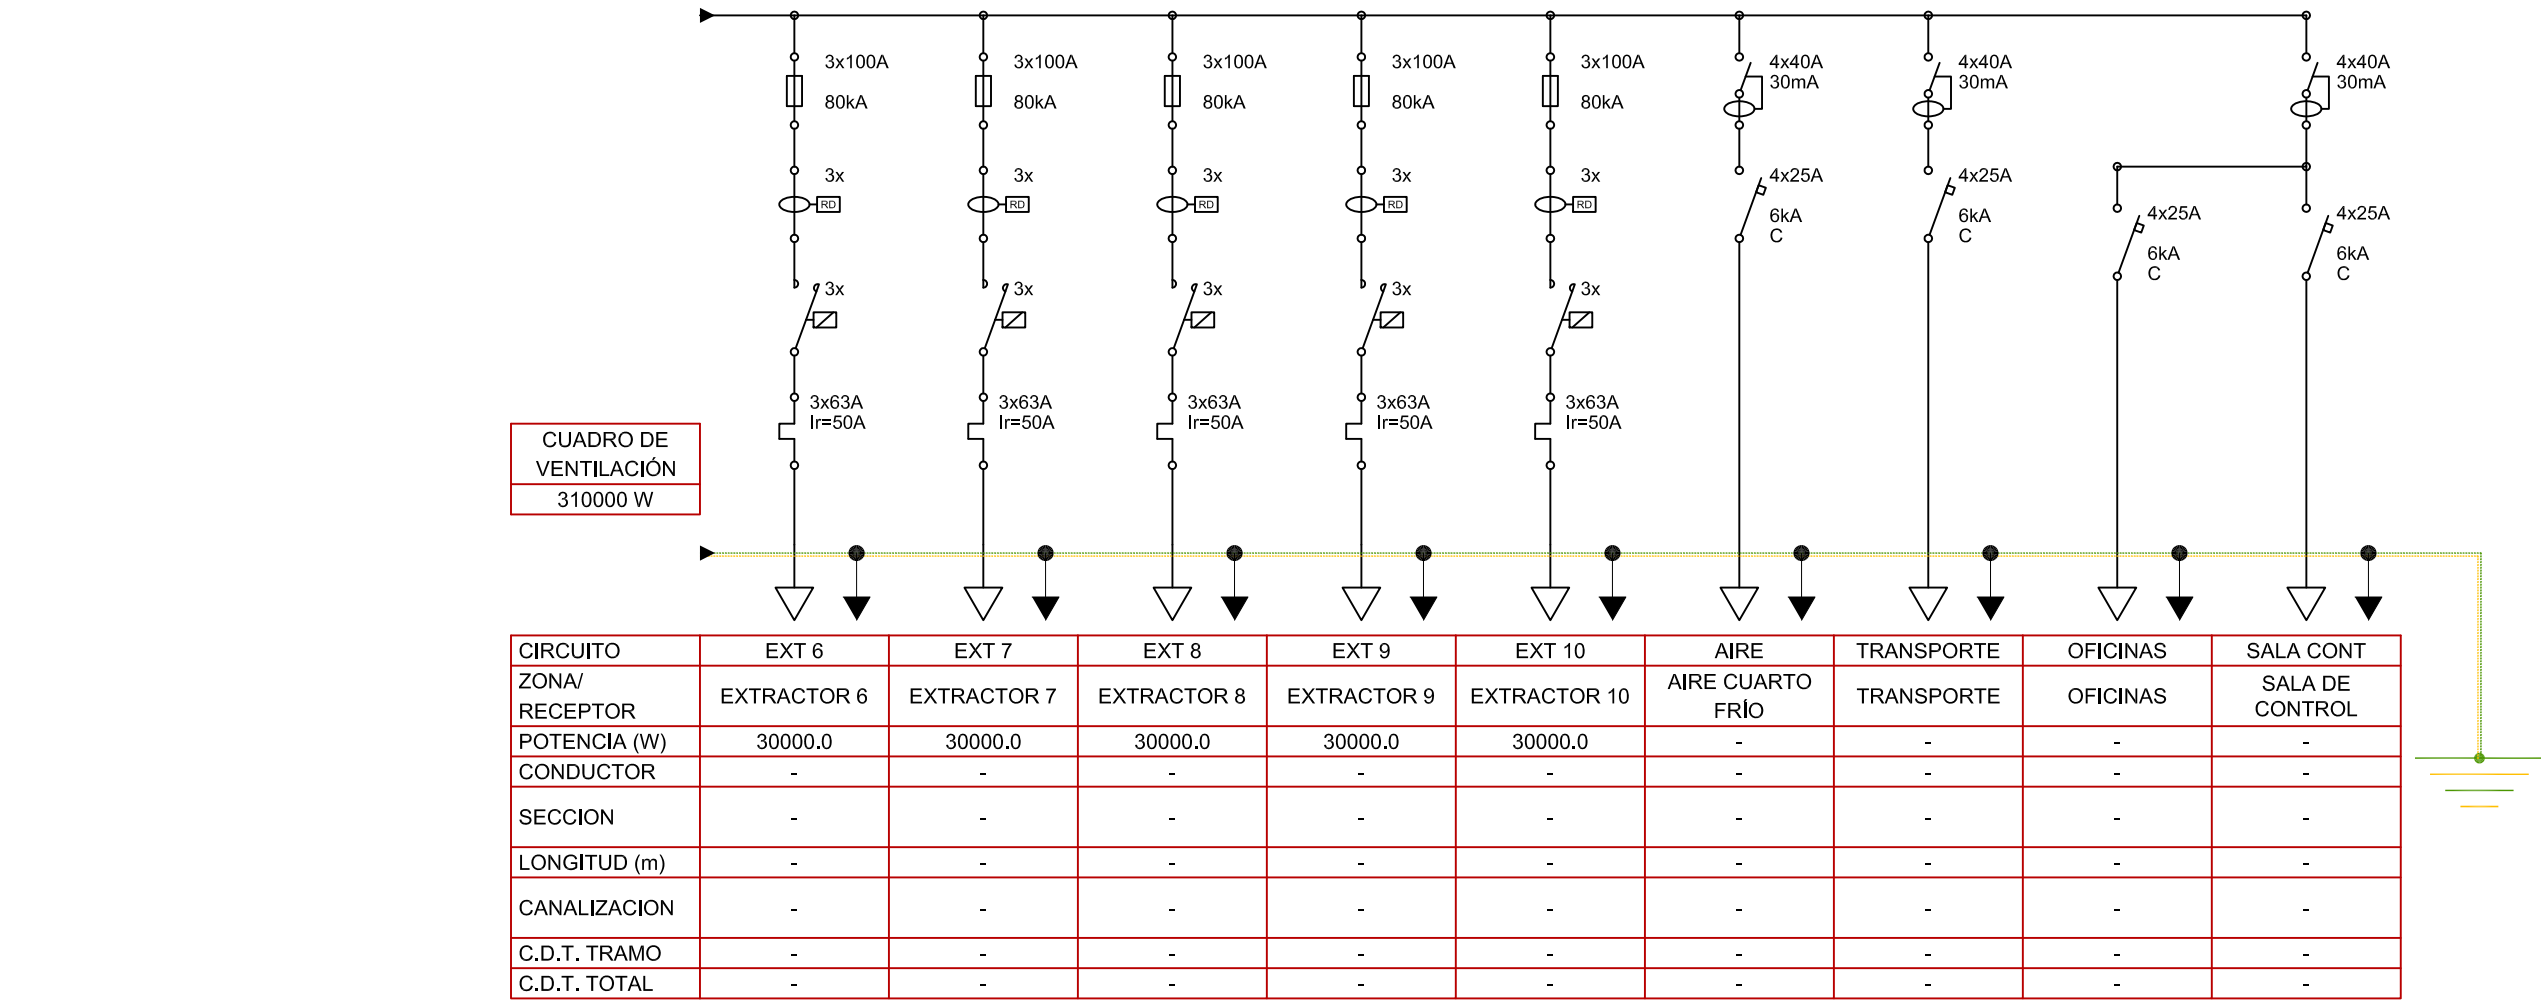 3x100A 3x100A 3x100A 3x100A 3x100A 4x40A 4x40A 4x40A
30mA 30mA 30mA
80kA 80kA 80kA 80kA 80kA
3x 3x 3x 3x 3x 4x25A 4x25A
RD RD RD RD RD
6kA 6kA 4x25A 4x25A
C C
6kA 6kA
C C
3x 3x 3x 3x 3x
3x63A 3x63A 3x63A 3x63A 3x63A
Ir=50A Ir=50A Ir=50A Ir=50A Ir=50A
CUADRO DE
VENTILACIÓN
310000 W
CIRCUITO EXT 6 EXT 7 EXT 8 EXT 9 EXT 10 AIRE TRANSPORTE OFICINAS SALA CONT
ZONA/
RECEPTOR EXTRACTOR 6 EXTRACTOR 7 EXTRACTOR 8 EXTRACTOR 9 EXTRACTOR 10 AIRE CUARTO
FRÍO TRANSPORTE OFICINAS SALA DE
CONTROL
POTENCIA (W) 30000.0 30000.0 30000.0 30000.0 30000.0 - - - -
CONDUCTOR - - - - - - - - -
SECCION - - - - - - - - -
LONGITUD (m) - - - - - - - - -
CANALIZACION - - - - - - - - -
C.D.T. TRAMO - - - - - - - - -
C.D.T. TOTAL - - - - - - - - -